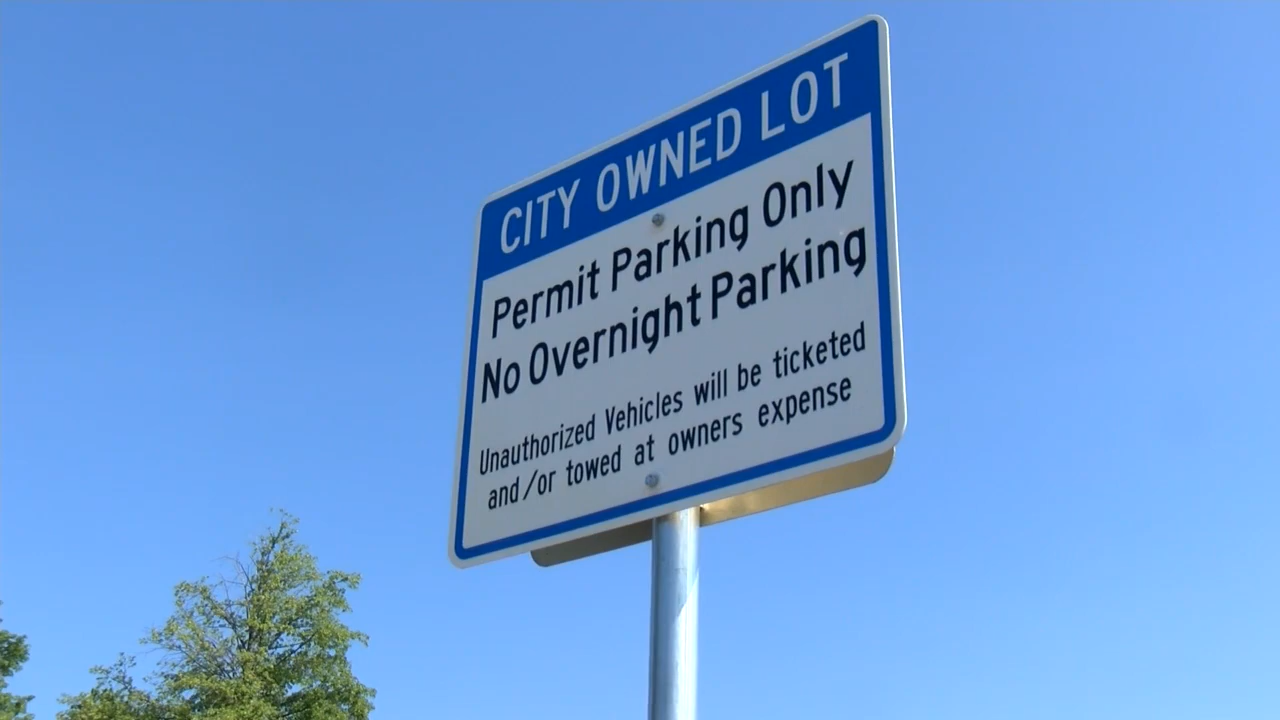 CITY OWNED LOT
Permit Parking Only
No Overnight Parking
Unauthorized Vehicles will be ticketed
and/or towed at owners expense